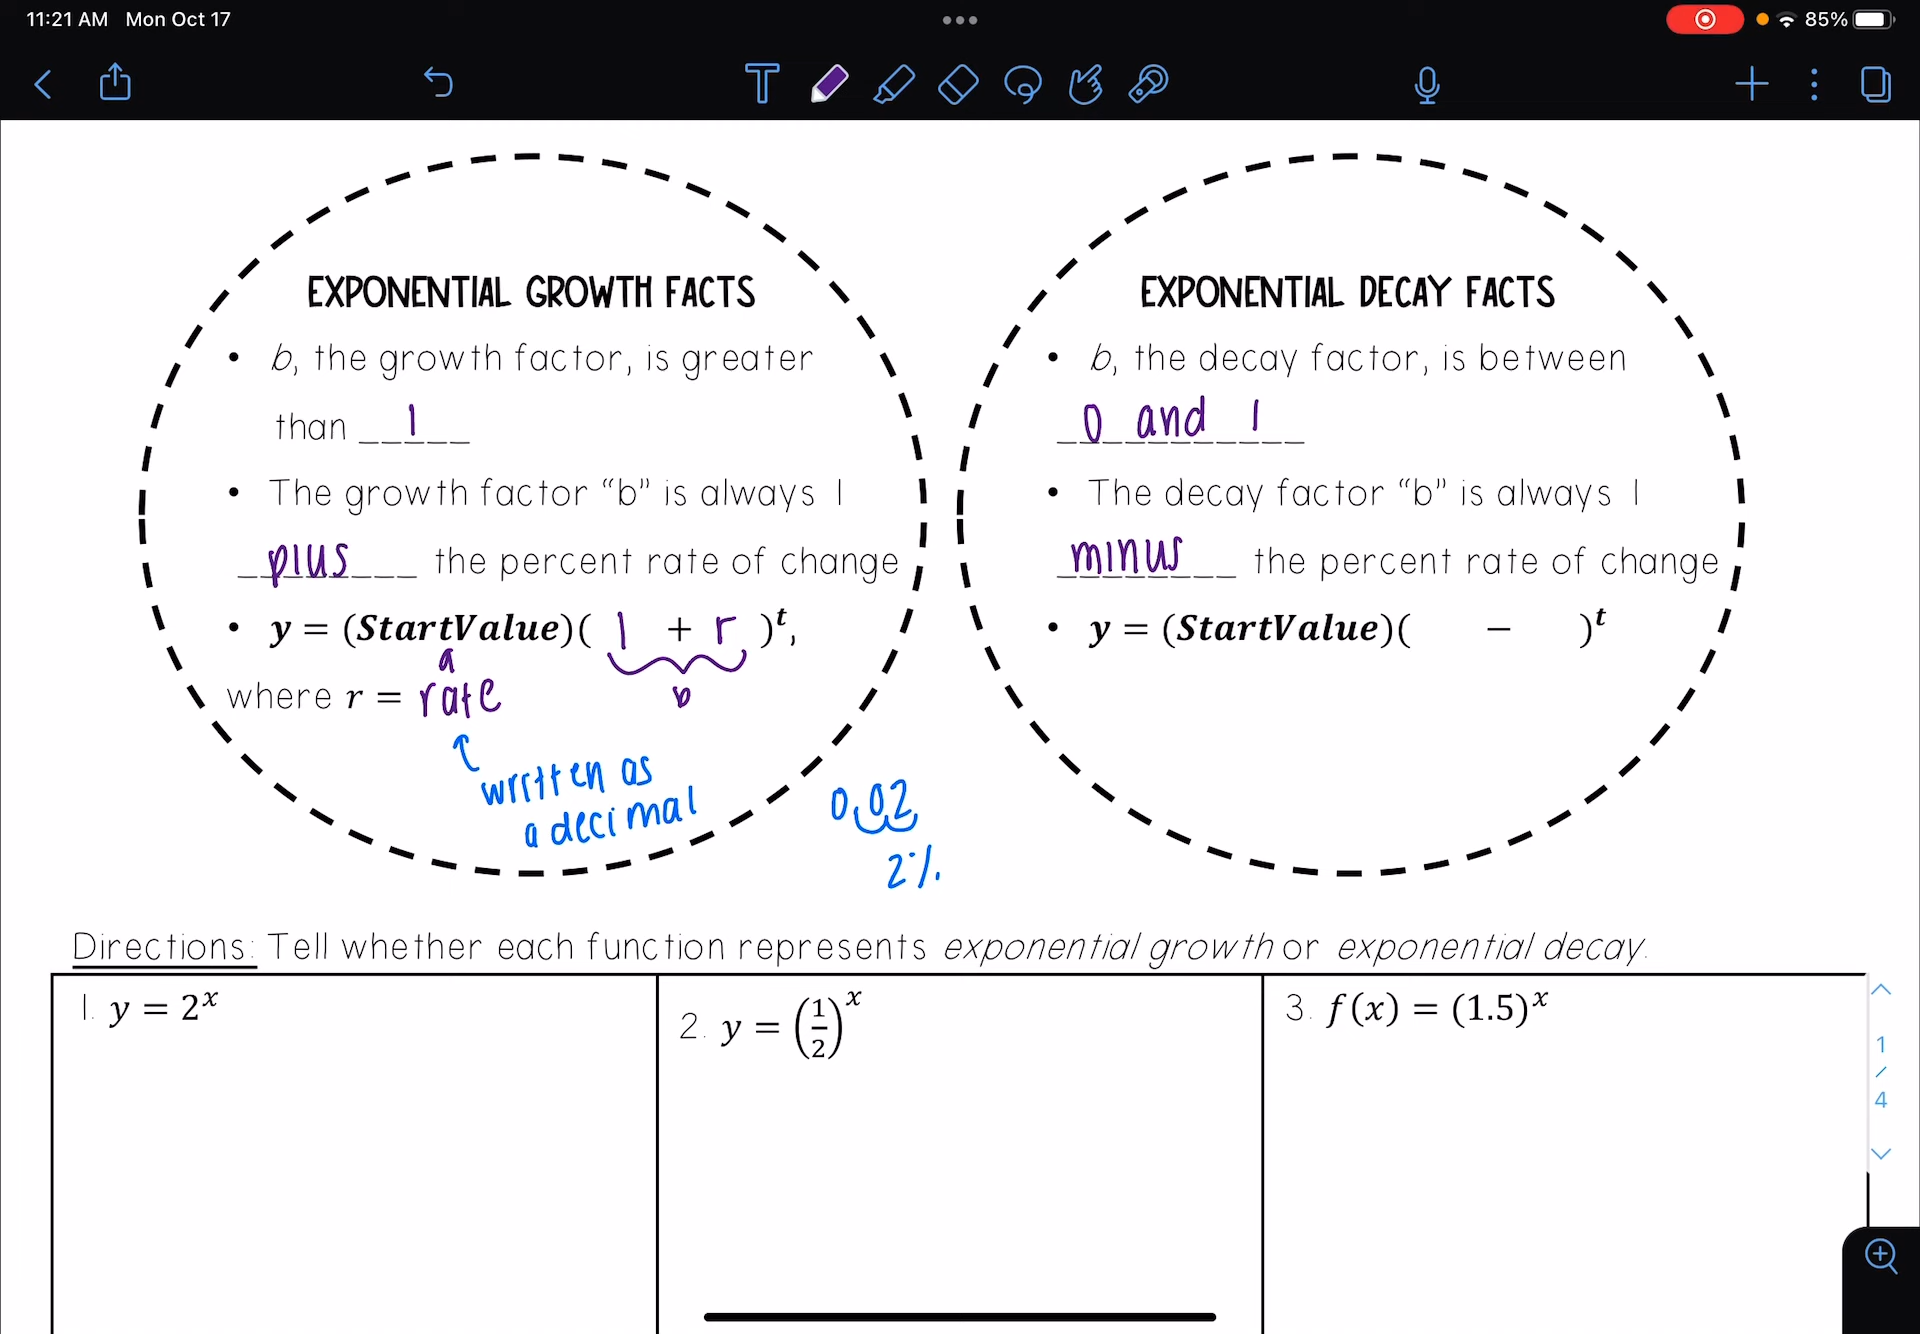 11:21 AM Mon Oct 17
85%
EXPONENTIAL GROWTH FACTS
• b, the growth factor, is greater
than __1__
• The growth factor “b” is always 1
plus the percent rate of change
• y = (StartValue)( 1 + r )^t,
a
b
where r = rate
written as
a decimal
0.02
2%
EXPONENTIAL DECAY FACTS
• b, the decay factor, is between
0 and 1
• The decay factor “b” is always 1
minus the percent rate of change
• y = (StartValue)( − )^t
Directions: Tell whether each function represents exponential growth or exponential decay.
1. y = 2^x
2. y = (1/2)^x
3. f(x) = (1.5)^x
1
/
4